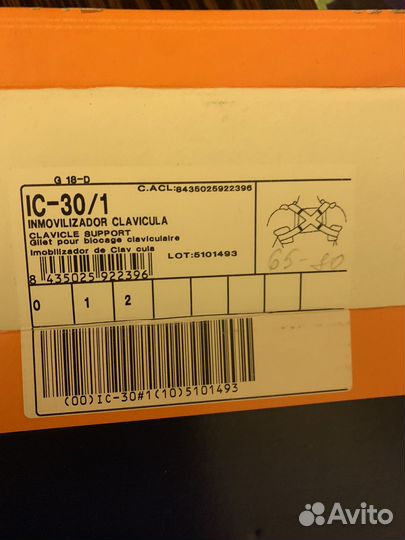 G 18-D
C.ACL:8435025922396
IC-30/1
INMOVILIZADOR CLAVICULA
CLAVICLE SUPPORT
Gilet pour blocage claviculaire
Imobilizador de Clav cula
LOT:5101493
8 435025 922396
65-80
0 1 2
(00)IC-30#1(10)5101493
Avito